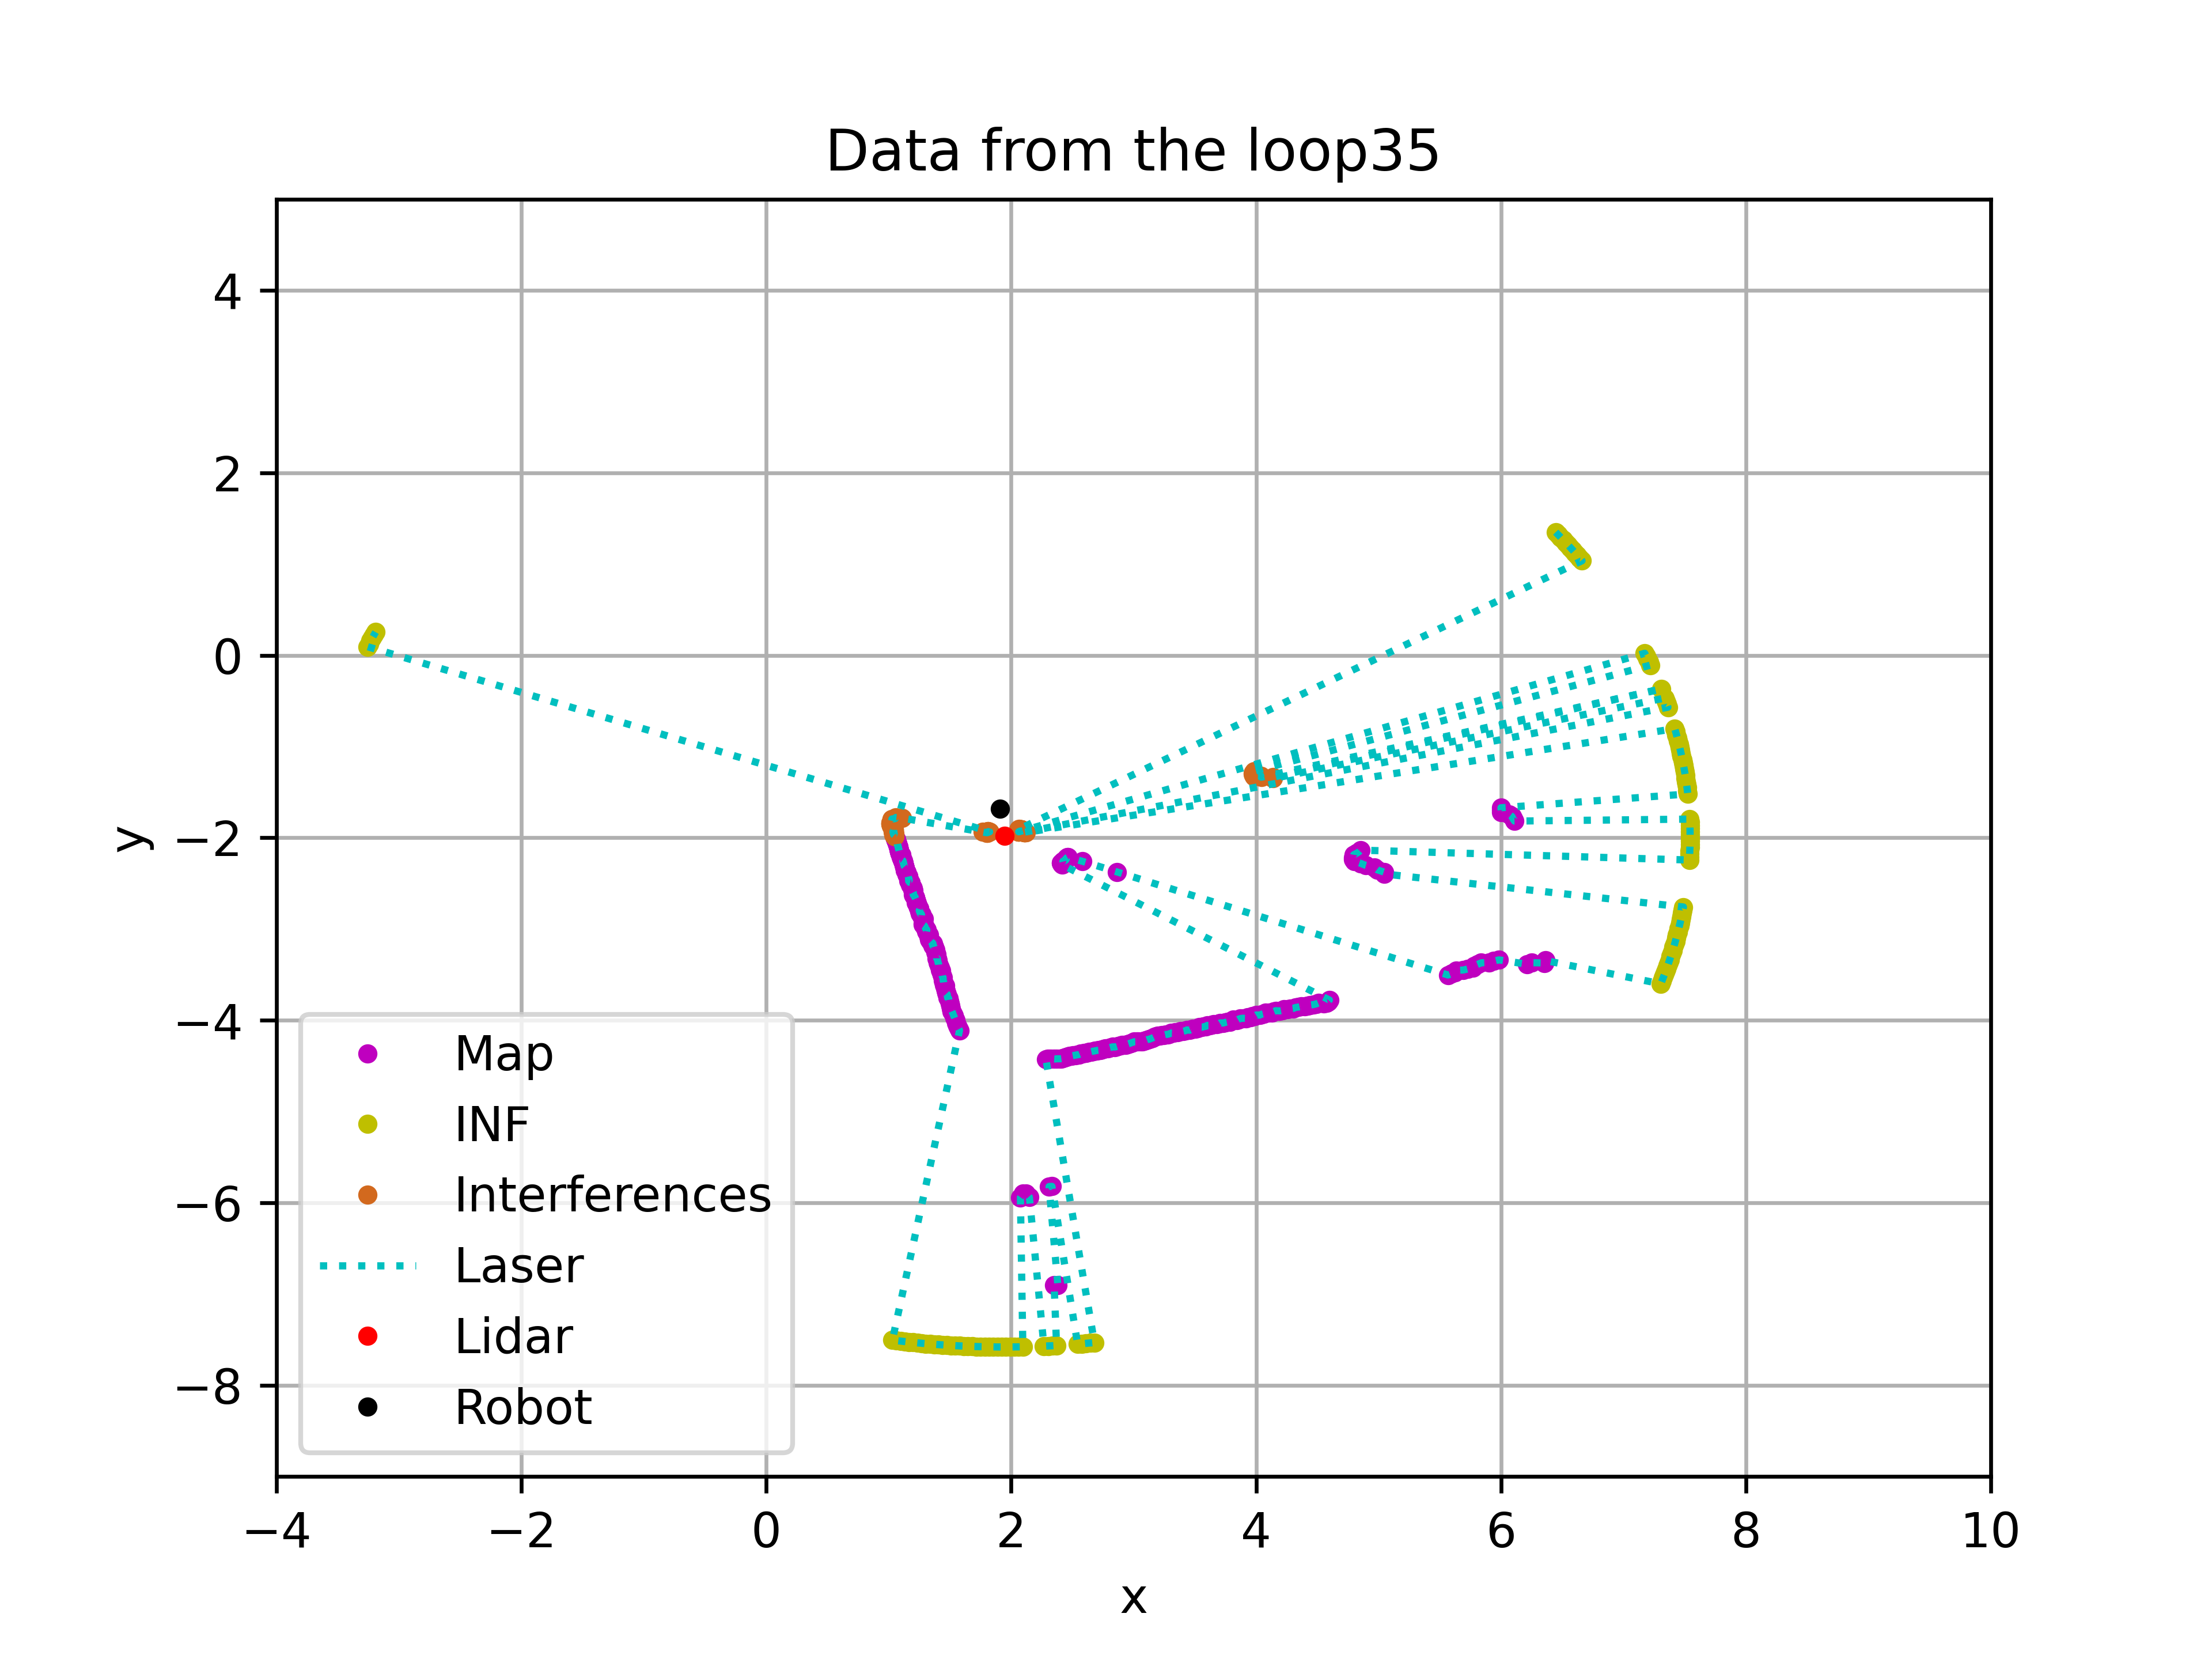 Data from the loop35
4
2
0
−2
−4
−6
−8
y
Map
INF
Interferences
Laser
Lidar
Robot
−4 −2 0 2 4 6 8 10
x